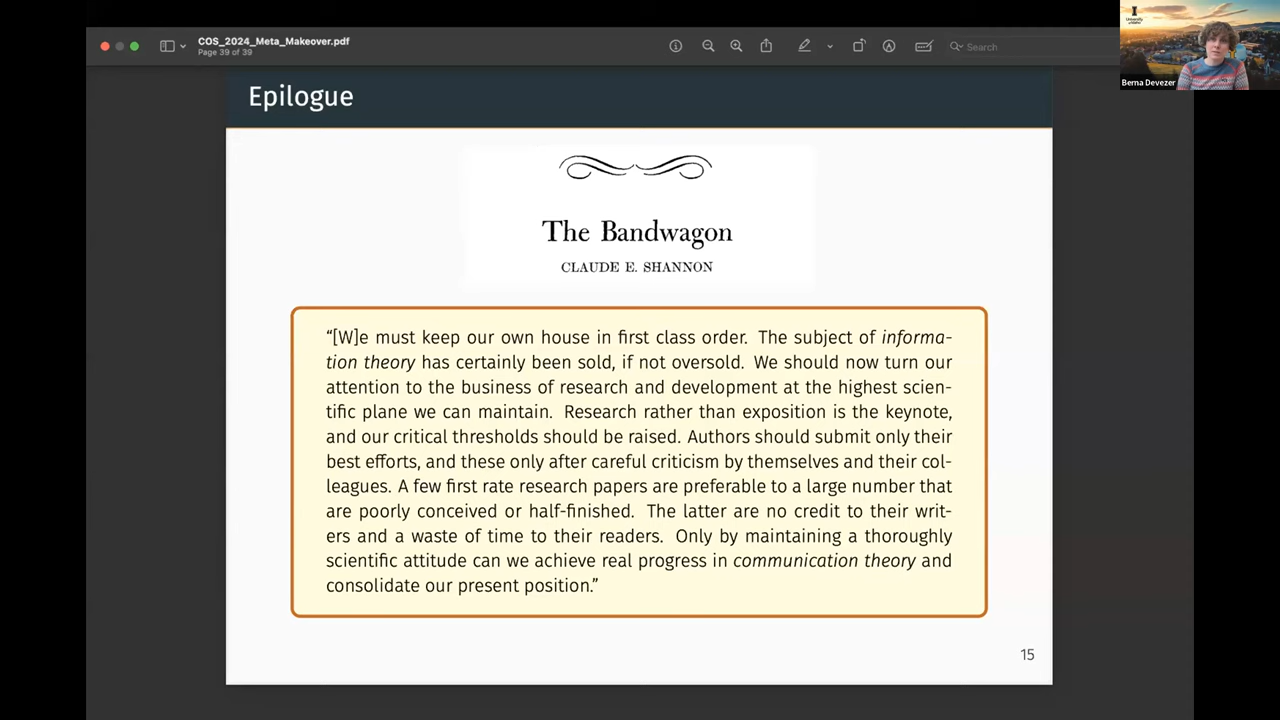 COS_2024_Meta_Makeover.pdf
Page 39 of 39
Search
University of Idaho
Berna Devezer
Epilogue
The Bandwagon
CLAUDE E. SHANNON
“[W]e must keep our own house in first class order. The subject of informa-
tion theory has certainly been sold, if not oversold. We should now turn our
attention to the business of research and development at the highest scien-
tific plane we can maintain. Research rather than exposition is the keynote,
and our critical thresholds should be raised. Authors should submit only their
best efforts, and these only after careful criticism by themselves and their col-
leagues. A few first rate research papers are preferable to a large number that
are poorly conceived or half-finished. The latter are no credit to their writ-
ers and a waste of time to their readers. Only by maintaining a thoroughly
scientific attitude can we achieve real progress in communication theory and
consolidate our present position.”
15